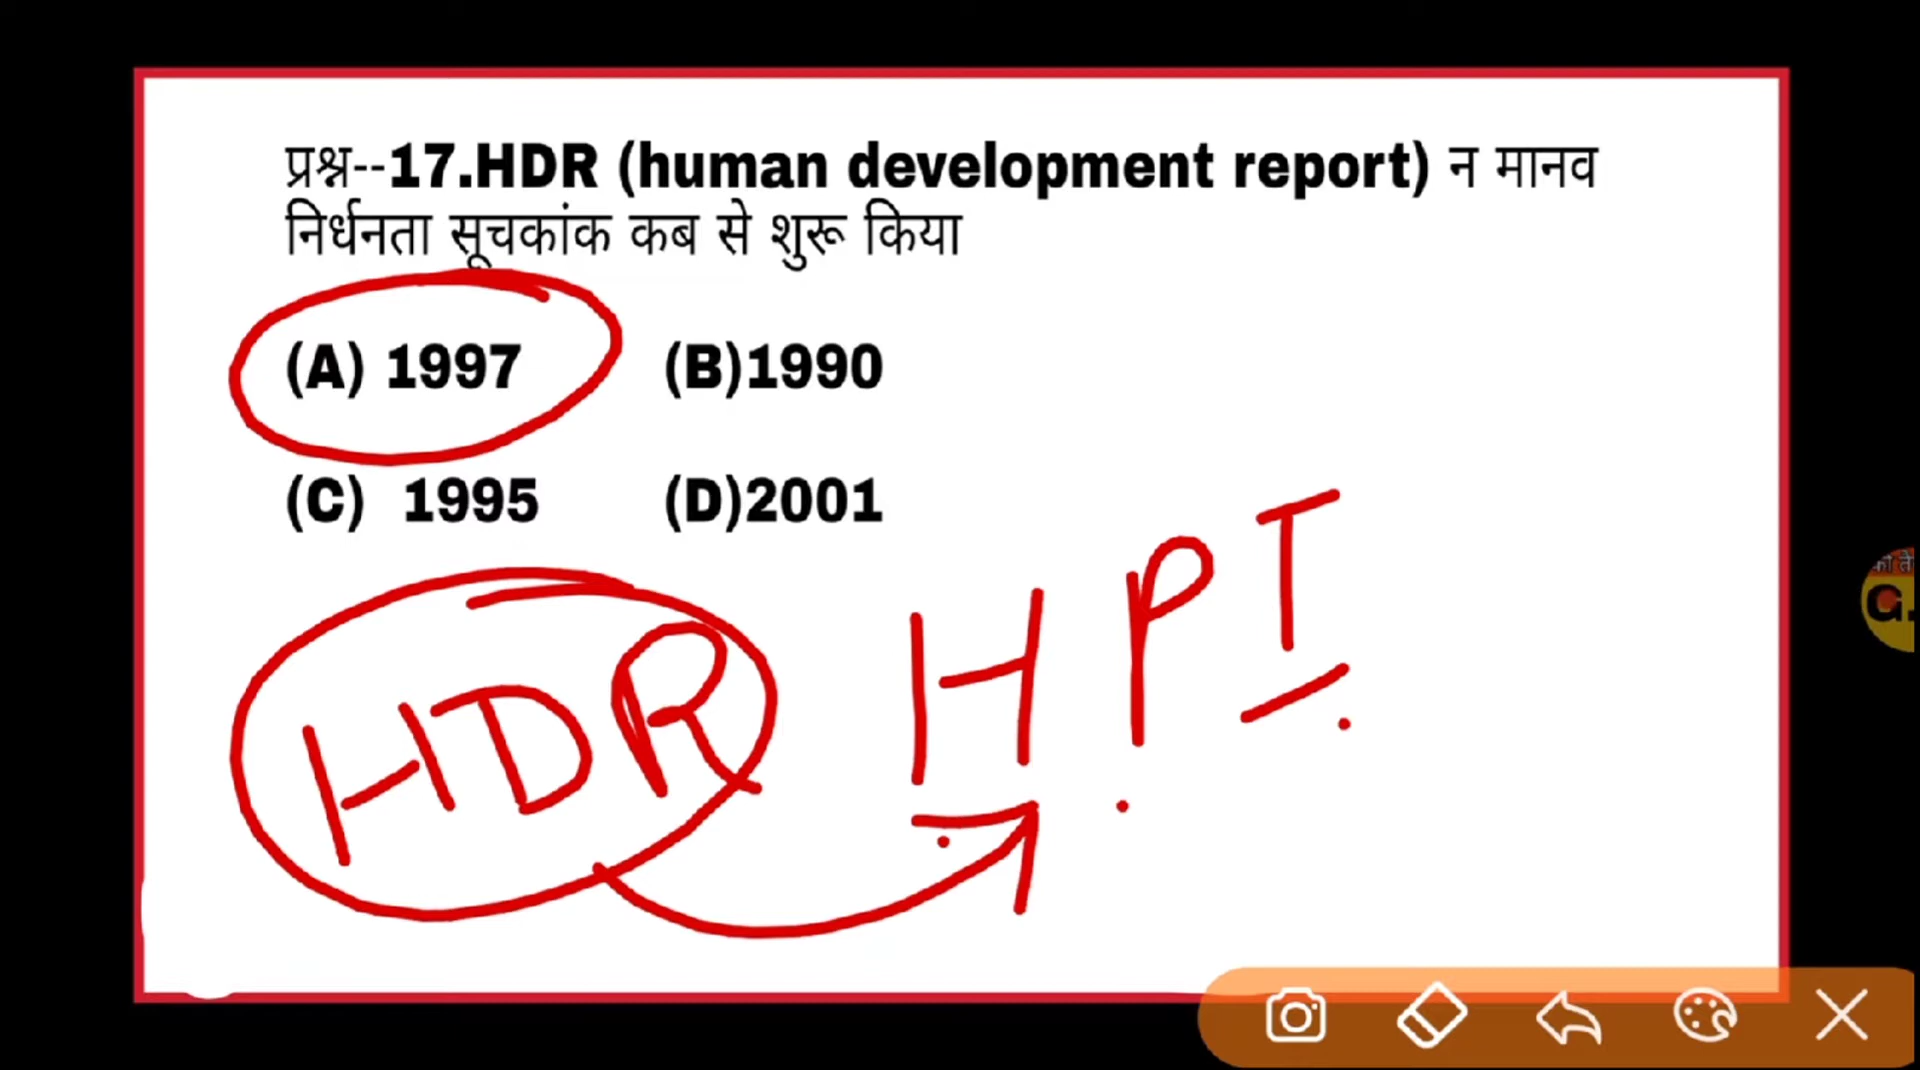 प्रश्न--17.HDR (human development report) न मानव
निर्धनता सूचकांक कब से शुरू किया
(A) 1997 (B)1990
(C) 1995 (D)2001
HDR HPI